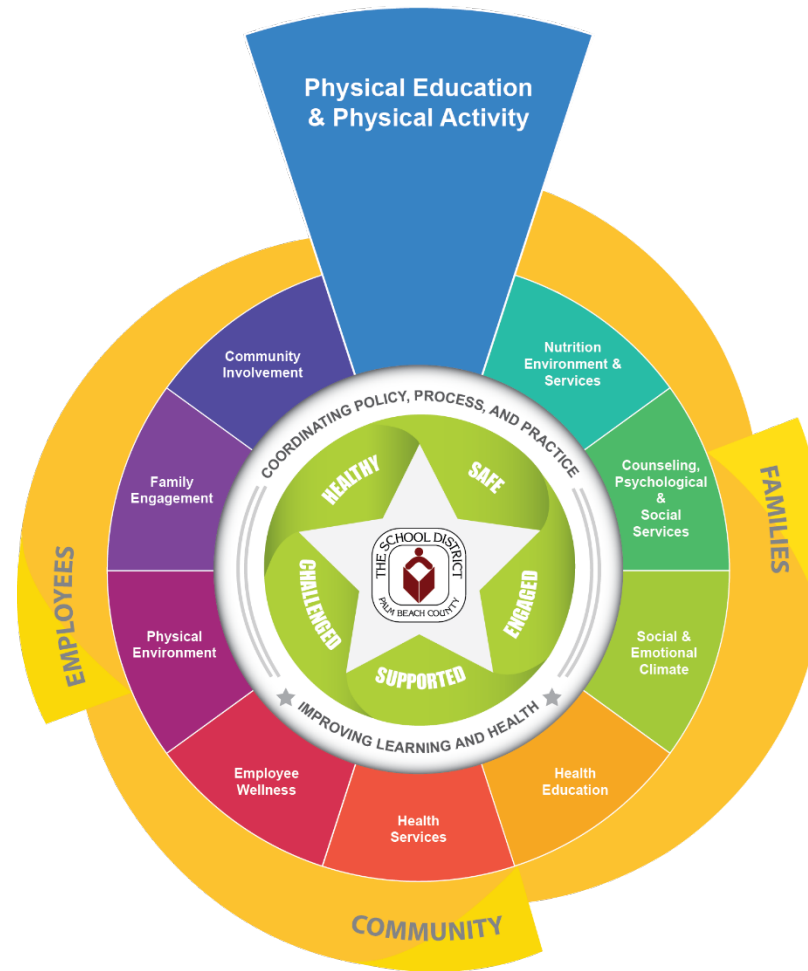 Physical Education
& Physical Activity
Nutrition
Environment &
Services
Counseling,
Psychological
&
Social
Services
Social &
Emotional
Climate
Health
Education
Health
Services
Employee
Wellness
Physical
Environment
Family
Engagement
Community
Involvement
COORDINATING POLICY, PROCESS, AND PRACTICE
IMPROVING LEARNING AND HEALTH
HEALTHY
SAFE
ENGAGED
SUPPORTED
CHALLENGED
THE SCHOOL DISTRICT
PALM BEACH COUNTY
FAMILIES
COMMUNITY
EMPLOYEES